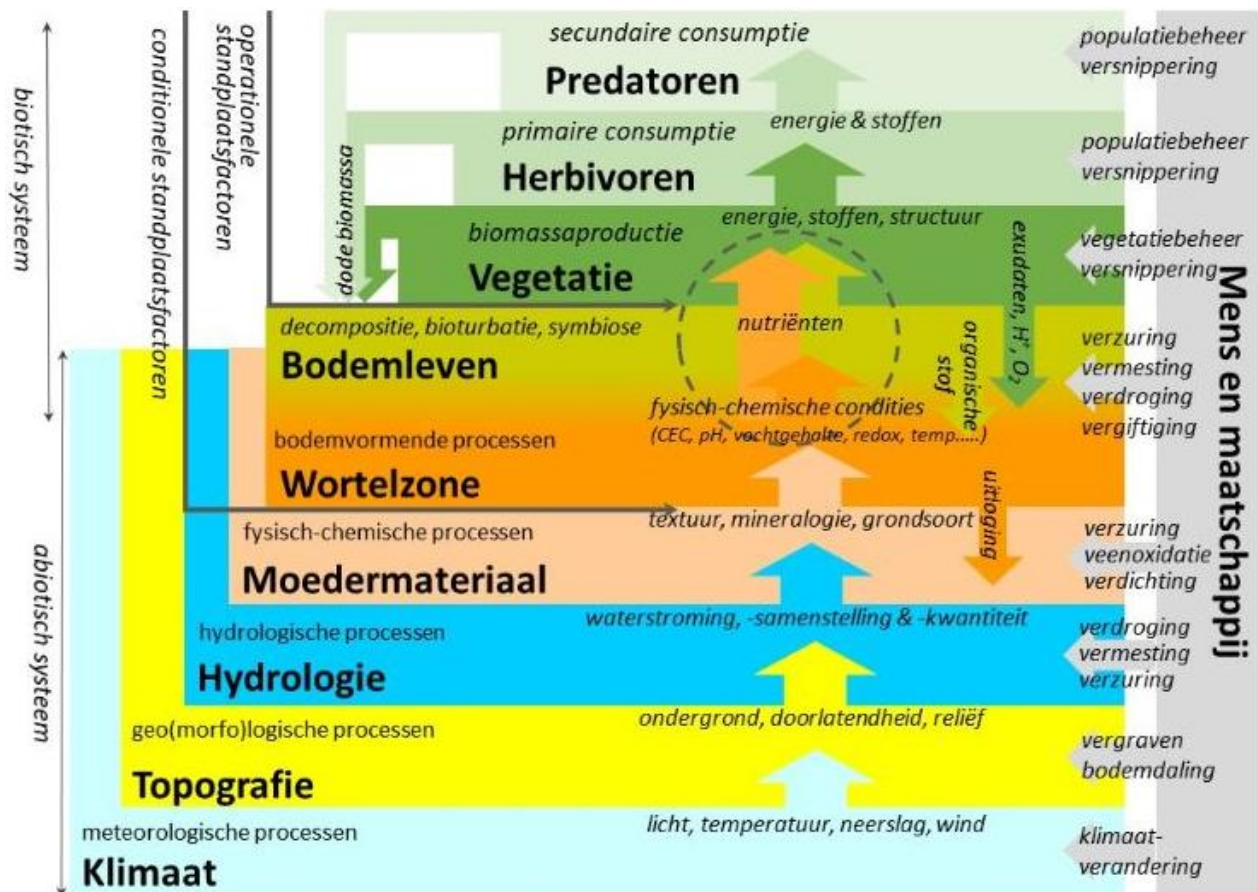 biotisch systeem
abiotisch systeem
conditionele standplaatsfactoren
operationele
standplaatsfactoren
dode biomassa
secundaire consumptie
Predatoren
energie & stoffen
populatiebeheer
versnippering
primaire consumptie
Herbivoren
energie, stoffen, structuur
populatiebeheer
versnippering
biomassaproductie
Vegetatie
nutriënten
exudaten, H⁺, O₂
vegetatiebeheer
versnippering
decompositie, bioturbatie, symbiose
Bodemleven
fysisch-chemische condities
(CEC, pH, vochtgehalte, redox, temp.....)
organische
stof
verzuring
vermesting
verdroging
vergiftiging
bodemvormende processen
Wortelzone
textuur, mineralogie, grondsoort
uitloging
fysisch-chemische processen
Moedermateriaal
waterstroming, -samenstelling & -kwantiteit
verzuring
veenoxidatie
verdichting
hydrologische processen
Hydrologie
ondergrond, doorlatendheid, reliëf
verdroging
vermesting
verzuring
geo(morfo)logische processen
Topografie
licht, temperatuur, neerslag, wind
vergraven
bodemdaling
meteorologische processen
Klimaat
klimaat-
verandering
Mens en maatschappij